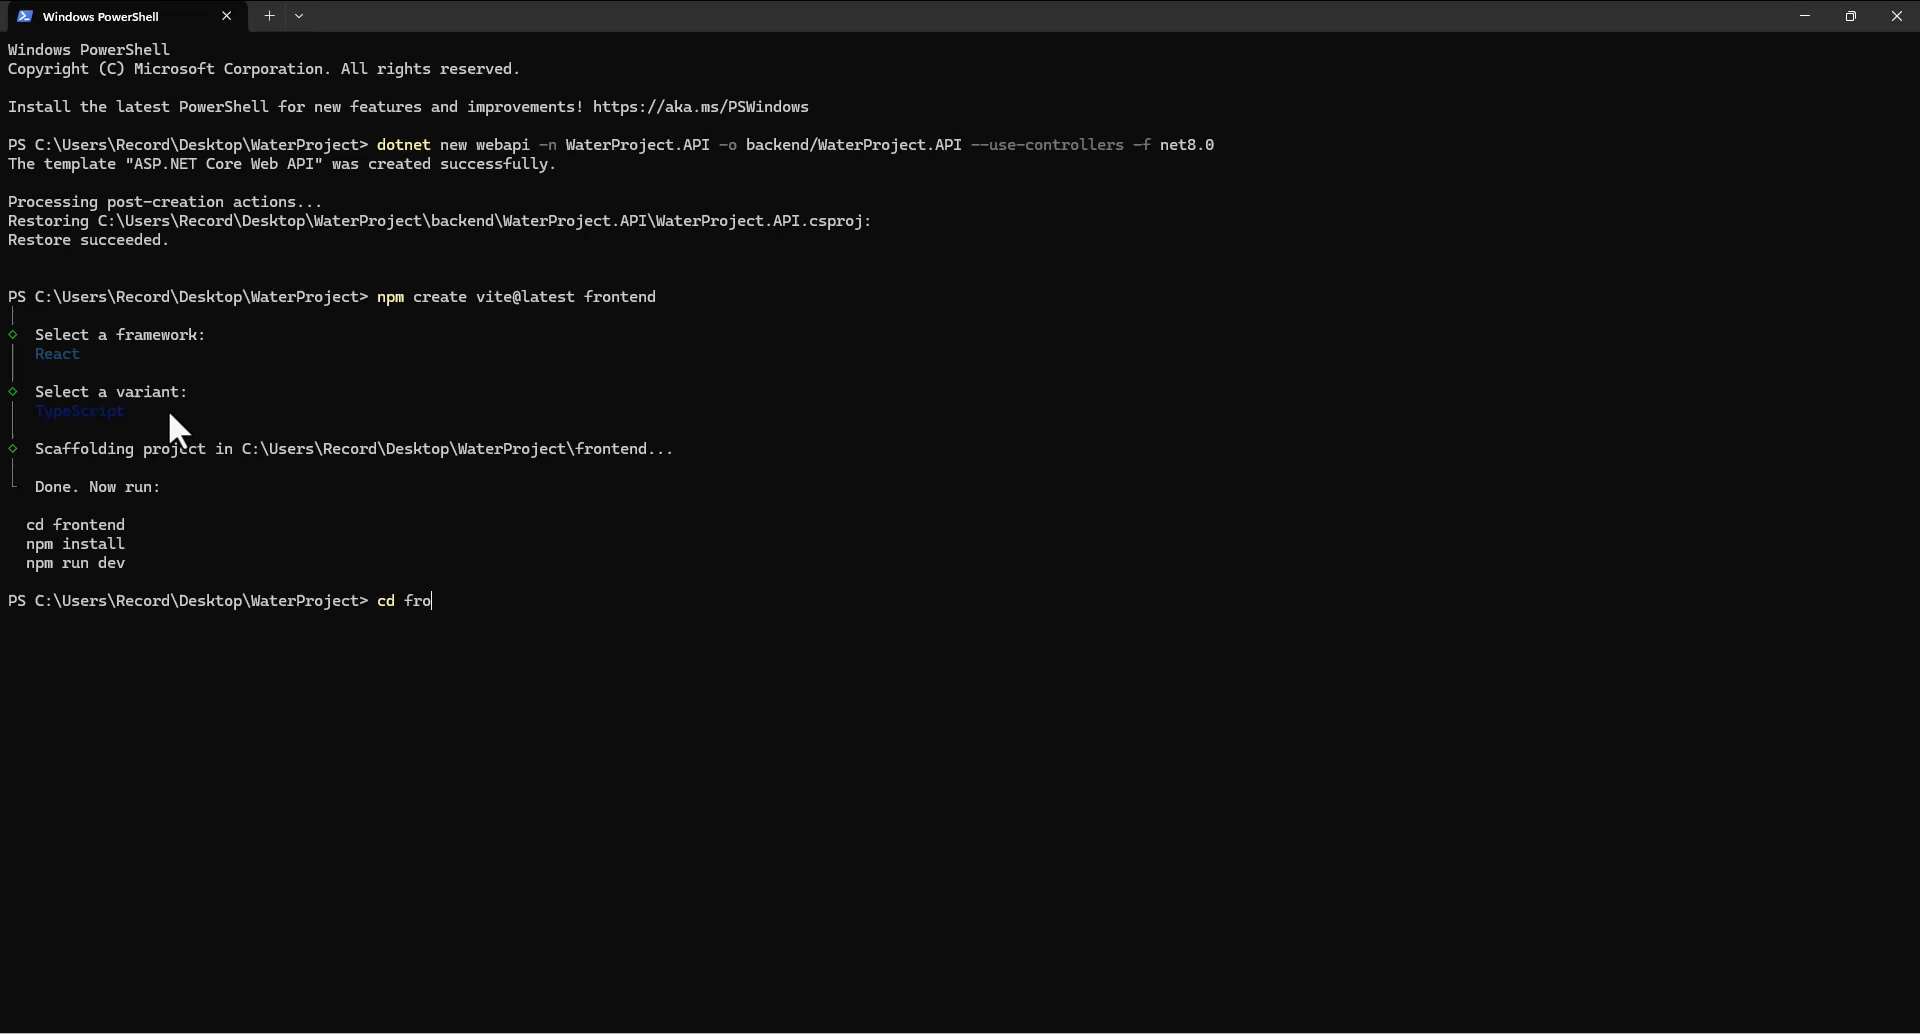 Windows PowerShell
Windows PowerShell
Copyright (C) Microsoft Corporation. All rights reserved.
Install the latest PowerShell for new features and improvements! https://aka.ms/PSWindows
PS C:\Users\Record\Desktop\WaterProject> dotnet new webapi -n WaterProject.API -o backend/WaterProject.API --use-controllers -f net8.0
The template "ASP.NET Core Web API" was created successfully.
Processing post-creation actions...
Restoring C:\Users\Record\Desktop\WaterProject\backend\WaterProject.API\WaterProject.API.csproj:
Restore succeeded.
PS C:\Users\Record\Desktop\WaterProject> npm create vite@latest frontend
Select a framework:
React
Select a variant:
TypeScript
Scaffolding project in C:\Users\Record\Desktop\WaterProject\frontend...
Done. Now run:
cd frontend
npm install
npm run dev
PS C:\Users\Record\Desktop\WaterProject> cd fro